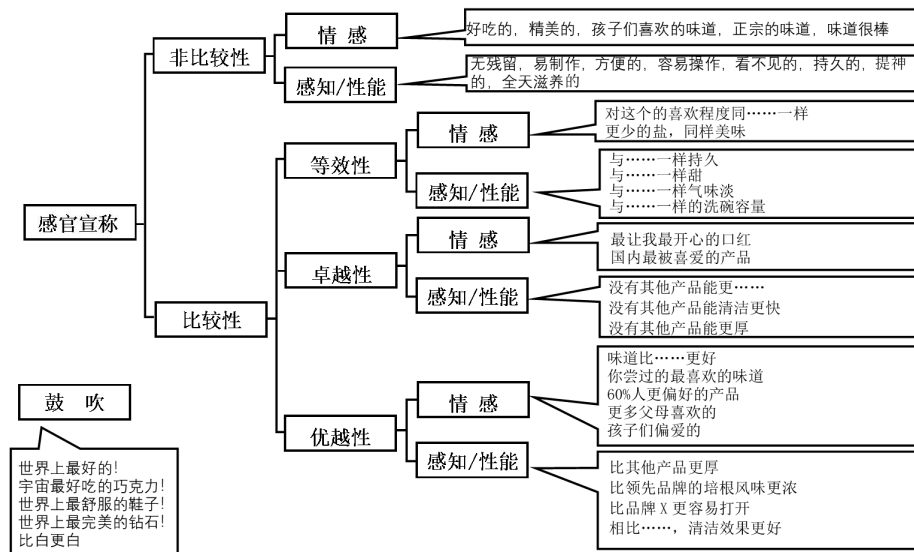 情 感
好吃的，精美的，孩子们喜欢的味道，正宗的味道，味道很棒
非比较性
感知/性能
无残留，易制作，方便的，容易操作，看不见的，持久的，提神
的，全天滋养的
情 感
对这个的喜欢程度同……一样
更少的盐，同样美味
等效性
感知/性能
与……一样持久
与……一样甜
与……一样气味淡
与……一样的洗碗容量
感官宣称
情 感
最让我最开心的口红
国内最被喜爱的产品
卓越性
感知/性能
没有其他产品能更……
没有其他产品能清洁更快
没有其他产品能更厚
比较性
情 感
味道比……更好
你尝过的最喜欢的味道
60%人更偏好的产品
更多父母喜欢的
孩子们偏爱的
优越性
感知/性能
比其他产品更厚
比领先品牌的培根风味更浓
比品牌 X 更容易打开
相比……，清洁效果更好
鼓 吹
世界上最好的！
宇宙最好吃的巧克力！
世界上最舒服的鞋子！
世界上最完美的钻石！
比白更白